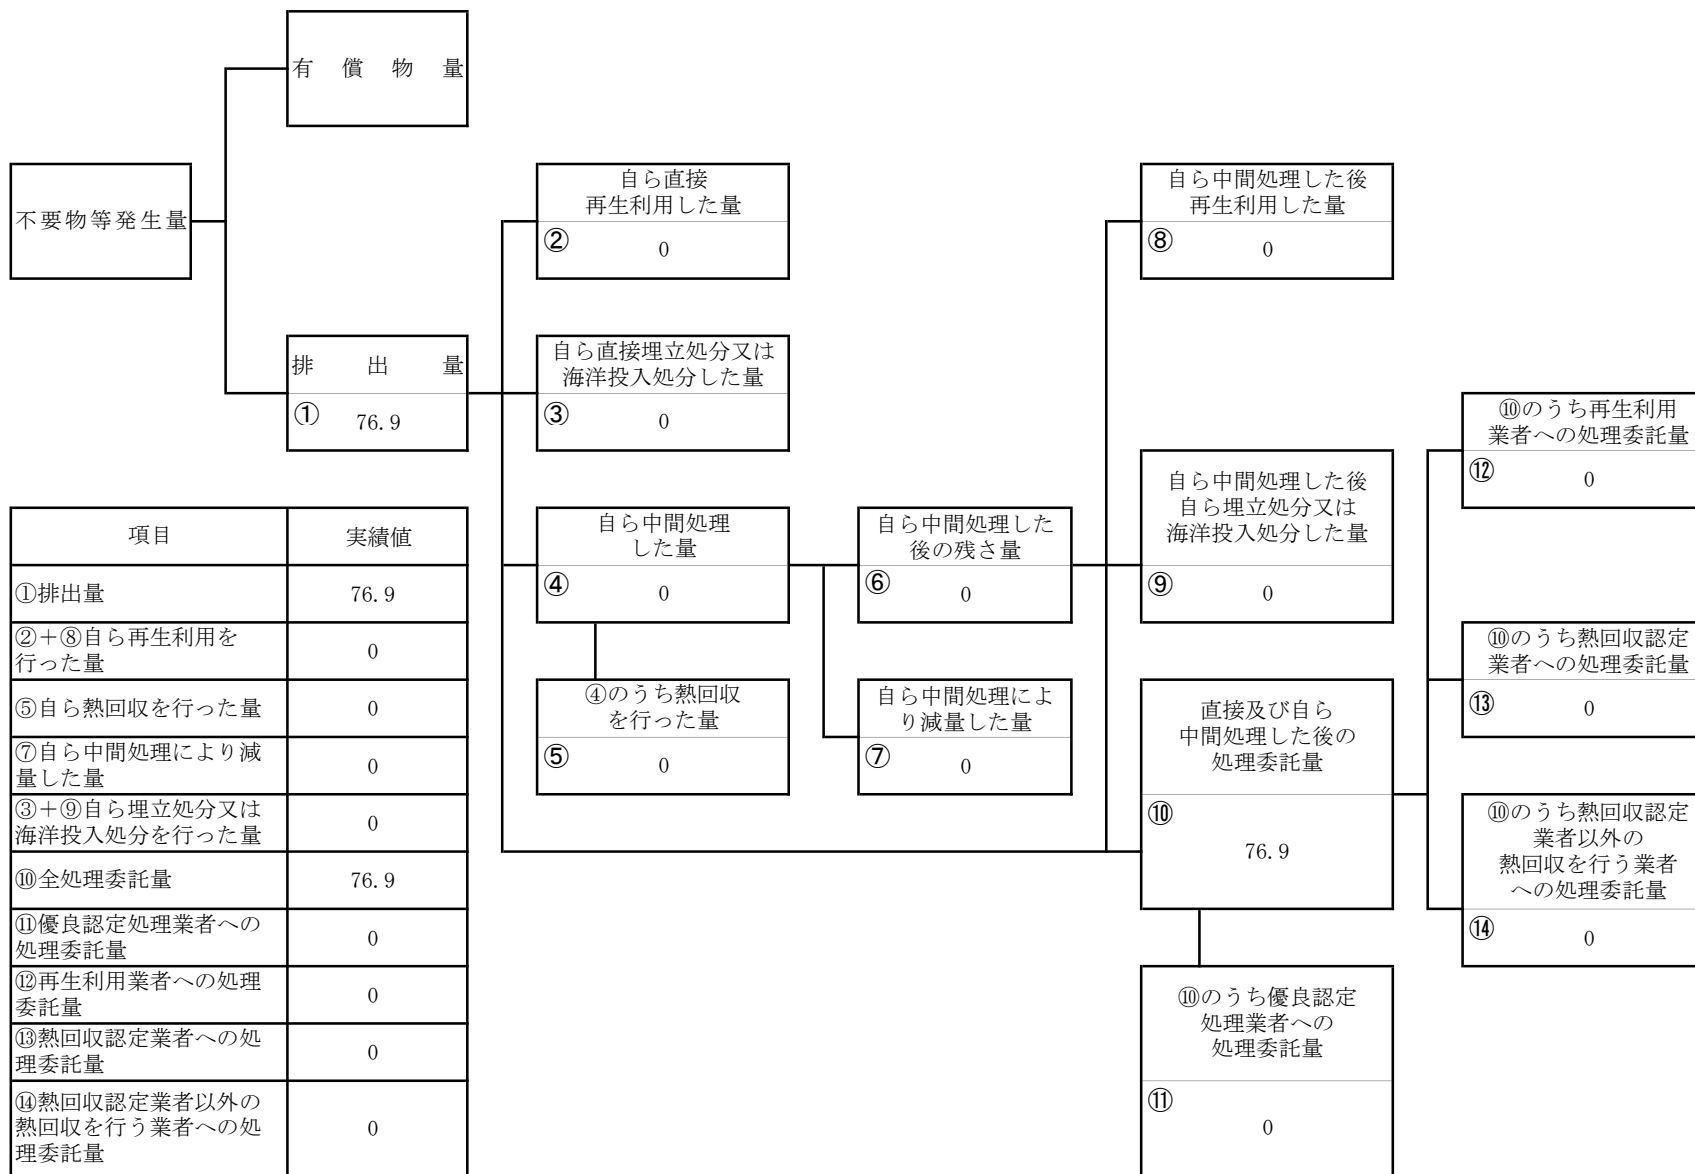 有償物量
不要物等発生量
排出量
① 76.9
自ら直接
再生利用した量
② 0
自ら直接埋立処分又は
海洋投入処分した量
③ 0
自ら中間処理
した量
④ 0
④のうち熱回収
を行った量
⑤ 0
自ら中間処理した
後の残さ量
⑥ 0
自ら中間処理によ
り減量した量
⑦ 0
自ら中間処理した後
再生利用した量
⑧ 0
自ら中間処理した後
自ら埋立処分又は
海洋投入処分した量
⑨ 0
直接及び自ら
中間処理した後の
処理委託量
⑩
76.9
⑩のうち優良認定
処理業者への
処理委託量
⑪
0
⑩のうち再生利用
業者への処理委託量
⑫ 0
⑩のうち熱回収認定
業者への処理委託量
⑬ 0
⑩のうち熱回収認定
業者以外の
熱回収を行う業者
への処理委託量
⑭ 0
項目 実績値
①排出量 76.9
②+⑧自ら再生利用を
行った量 0
⑤自ら熱回収を行った量 0
⑦自ら中間処理により減
量した量 0
③+⑨自ら埋立処分又は
海洋投入処分を行った量 0
⑩全処理委託量 76.9
⑪優良認定処理業者への
処理委託量 0
⑫再生利用業者への処理
委託量 0
⑬熱回収認定業者への処
理委託量 0
⑭熱回収認定業者以外の
熱回収を行う業者への処 0
理委託量